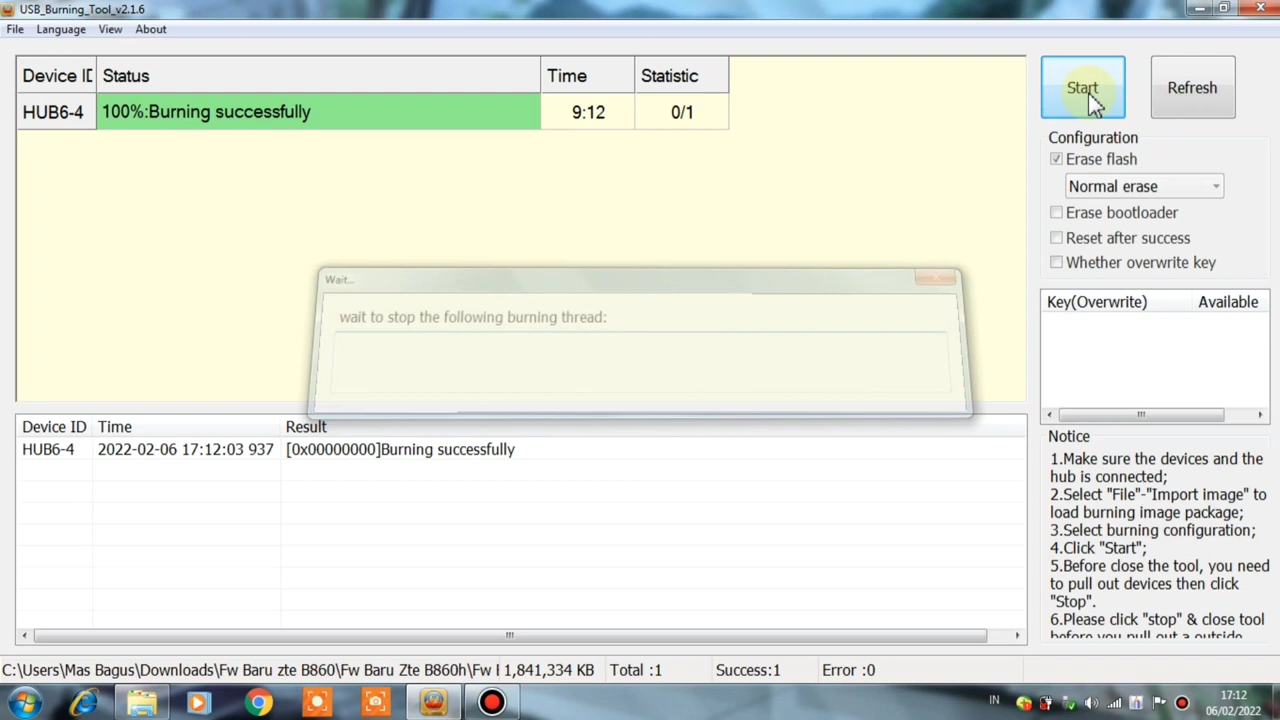 USB_Burning_Tool_v2.1.6
File Language View About
Device ID Status Time Statistic
HUB6-4 100%:Burning successfully 9:12 0/1
Start Refresh
Configuration
Erase flash
Normal erase
Erase bootloader
Reset after success
Whether overwrite key
Wait...
wait to stop the following burning thread:
Key(Overwrite) Available
Device ID Time Result
HUB6-4 2022-02-06 17:12:03 937 [0x00000000]Burning successfully
Notice
1.Make sure the devices and the
hub is connected;
2.Select "File"-"Import image" to
load burning image package;
3.Select burning configuration;
4.Click "Start";
5.Before close the tool, you need
to pull out devices then click
"Stop".
6.Please click "stop" & close tool
before you pull out a outside
C:\Users\Mas Bagus\Downloads\Fw Baru zte B860\Fw Baru Zte B860h\Fw 1,841,334 KB Total :1 Success:1 Error :0
IN 17:12
06/02/2022